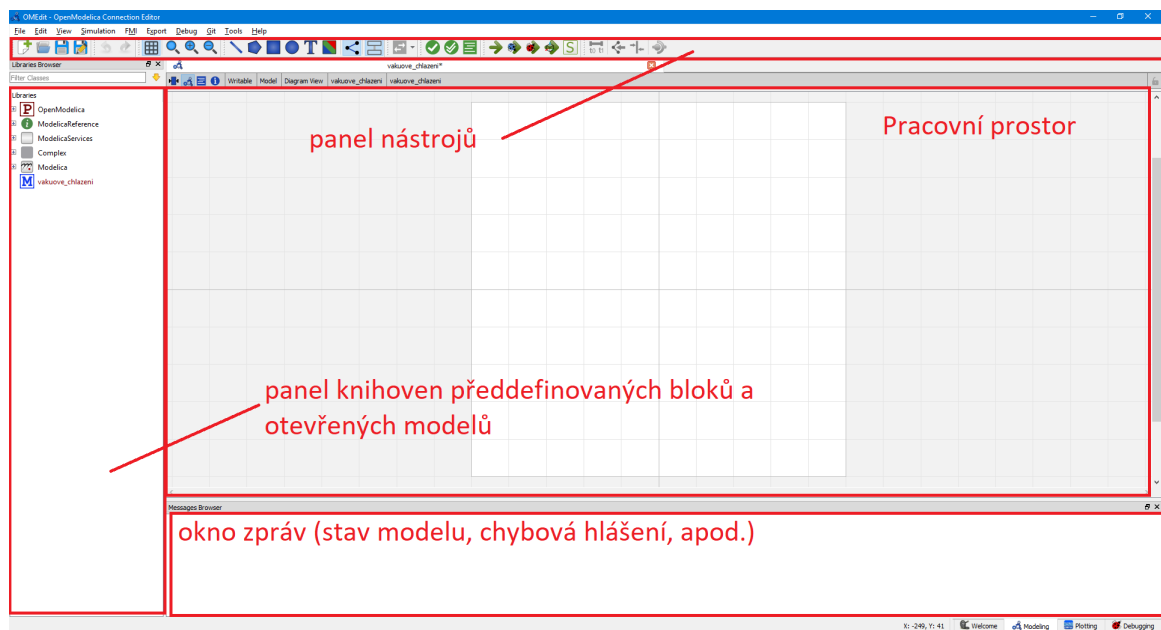 OMEdit - OpenModelica Connection Editor
File Edit View Simulation FMI Export Debug Git Tools Help
Libraries Browser
vakuove_chlazeni*
Filter Classes
Writable Model Diagram View vakuove_chlazeni vakuove_chlazeni
Libraries
P OpenModelica
ModelicaReference
ModelicaServices
Complex
Modelica
M vakuove_chlazeni
panel nástrojů
Pracovní prostor
panel knihoven předdefinovaných bloků a
otevřených modelů
Messages Browser
okno zpráv (stav modelu, chybová hlášení, apod.)
X: -249, Y: 41 Welcome Modeling Plotting Debugging